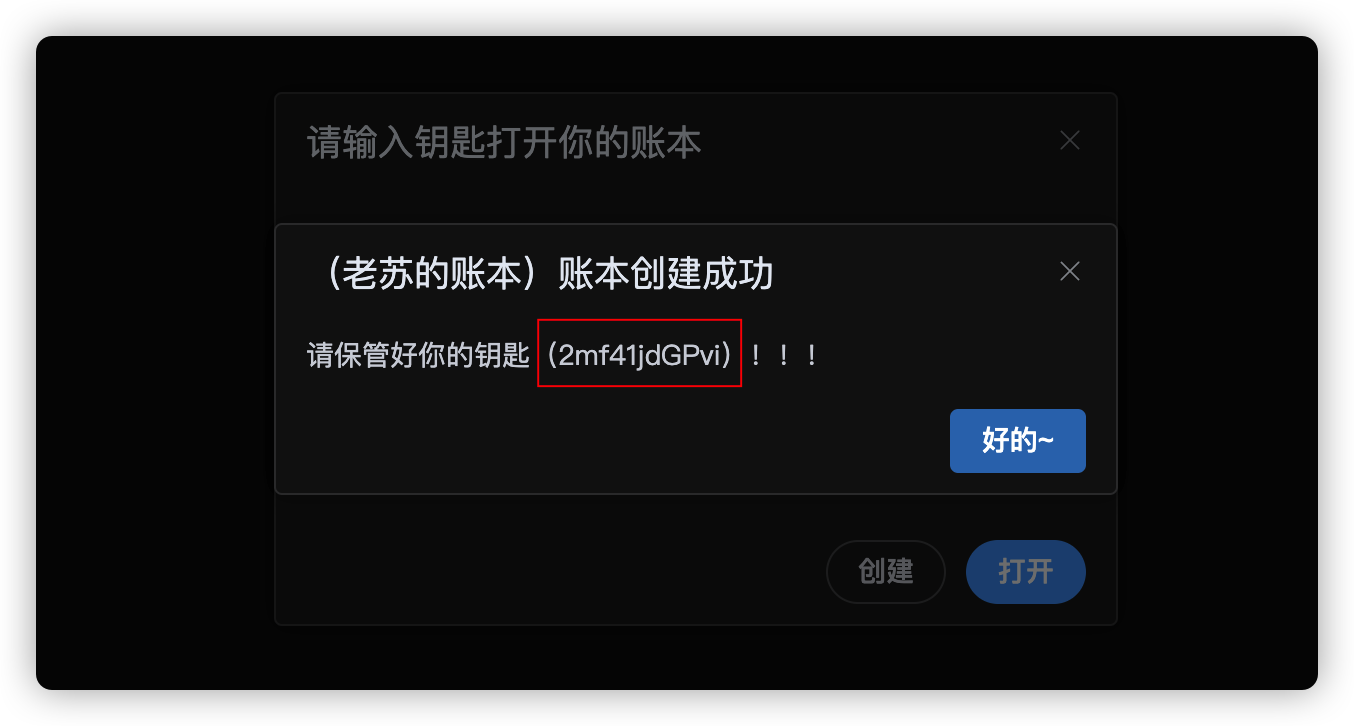 请输入钥匙打开你的账本
（老苏的账本）账本创建成功
请保管好你的钥匙（2mf41jdGPvi）！！！
好的~
创建
打开